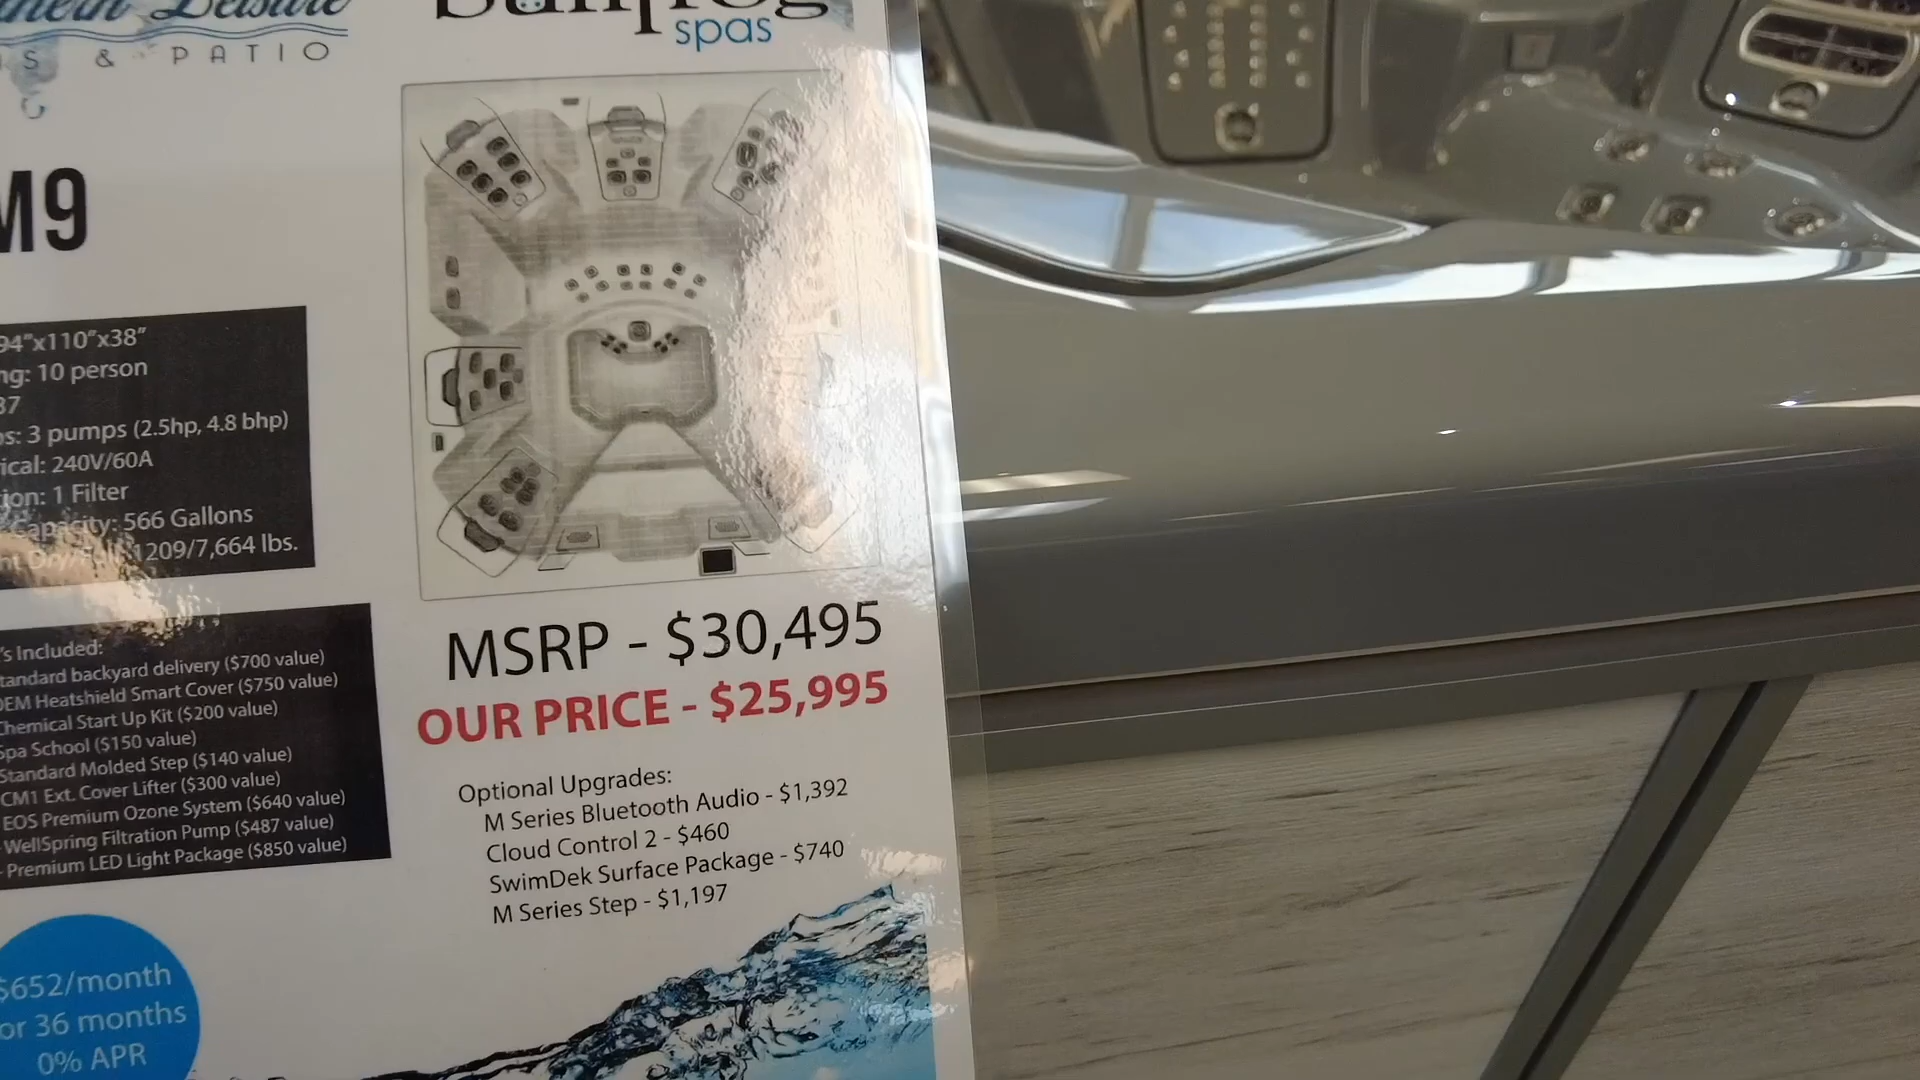 Leisure
& PATIO
spas
M9
94"x110"x38"
10 person
37
3 pumps (2.5hp, 4.8 bhp)
240V/60A
1 Filter
Capacity: 566 Gallons
1209/7,664 lbs.
's Included:
tandard backyard delivery ($700 value)
OEM Heatshield Smart Cover ($750 value)
Chemical Start Up Kit ($200 value)
Spa School ($150 value)
Standard Molded Step ($140 value)
CM1 Ext. Cover Lifter ($300 value)
EOS Premium Ozone System ($640 value)
WellSpring Filtration Pump ($487 value)
Premium LED Light Package ($850 value)
$652/month
or 36 months
0% APR
MSRP - $30,495
OUR PRICE - $25,995
Optional Upgrades:
M Series Bluetooth Audio - $1,392
Cloud Control 2 - $460
SwimDek Surface Package - $740
M Series Step - $1,197